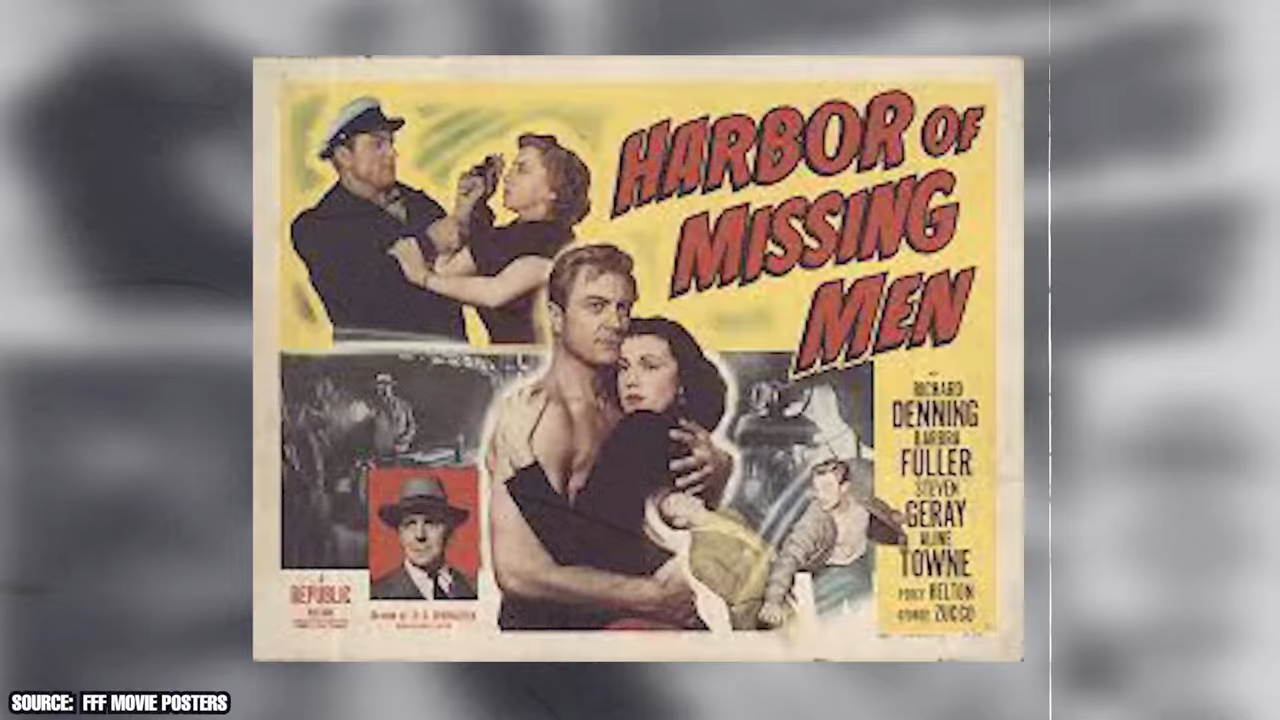 HARBOR OF
MISSING
MEN
RICHARD
DENNING
BARBRA
FULLER
STEVEN
GERAY
ALINE
TOWNE
PERCY HELTON
GEORGE ZUCCO
A
REPUBLIC
SOURCE: FFF MOVIE POSTERS